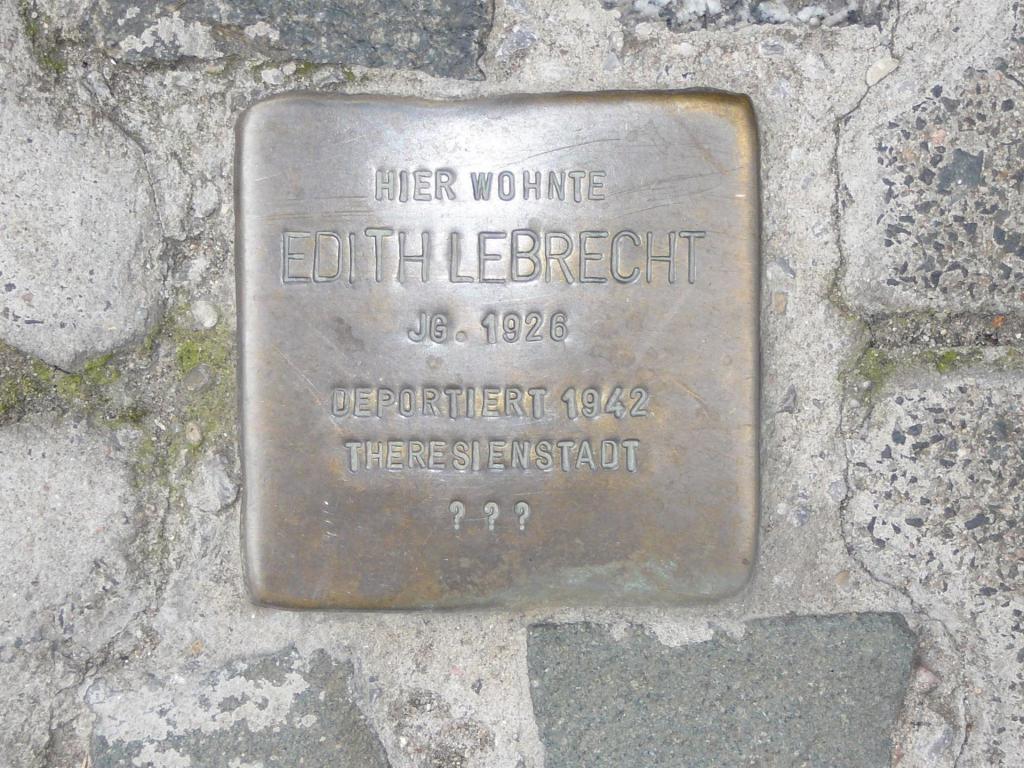 HIER WOHNTE
EDITH LEBRECHT
JG. 1926
DEPORTIERT 1942
THERESIENSTADT
? ? ?